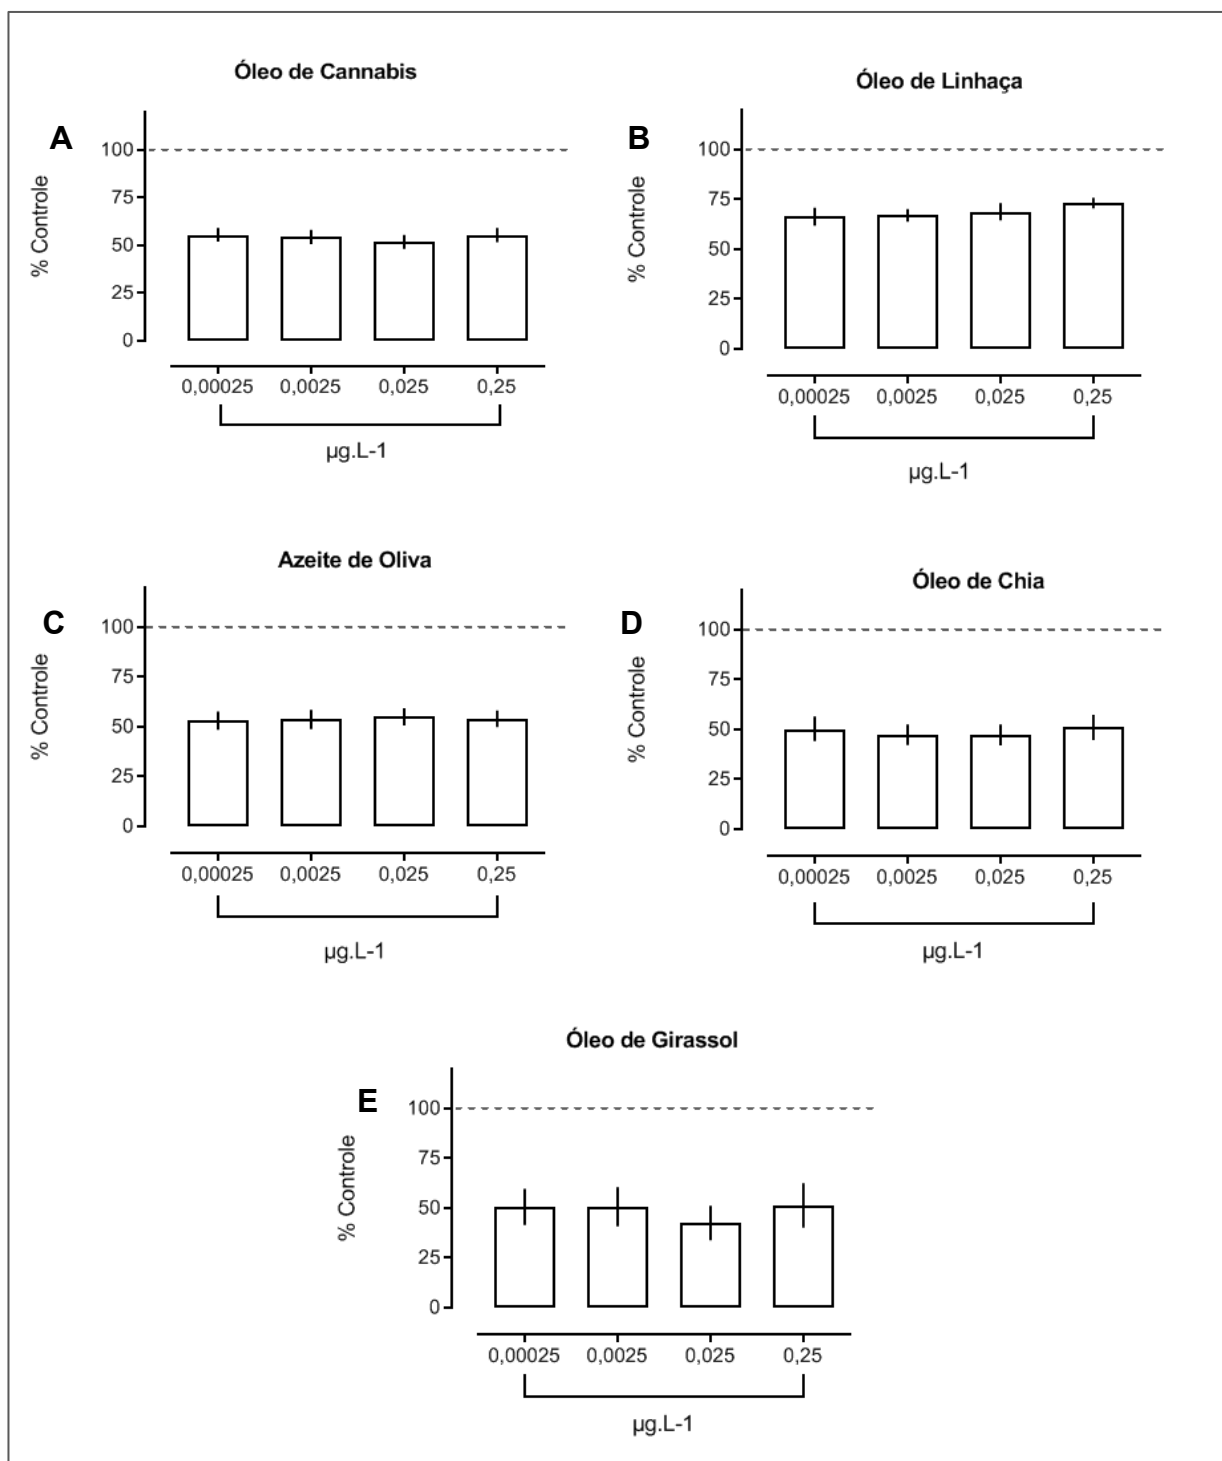 Óleo de Cannabis
A
% Controle
100
75
50
25
0
0,00025 0,0025 0,025 0,25
µg.L-1
Óleo de Linhaça
B
% Controle
100
75
50
25
0
0,00025 0,0025 0,025 0,25
µg.L-1
Azeite de Oliva
C
% Controle
100
75
50
25
0
0,00025 0,0025 0,025 0,25
µg.L-1
Óleo de Chia
D
% Controle
100
75
50
25
0
0,00025 0,0025 0,025 0,25
µg.L-1
Óleo de Girassol
E
% Controle
100
75
50
25
0
0,00025 0,0025 0,025 0,25
µg.L-1